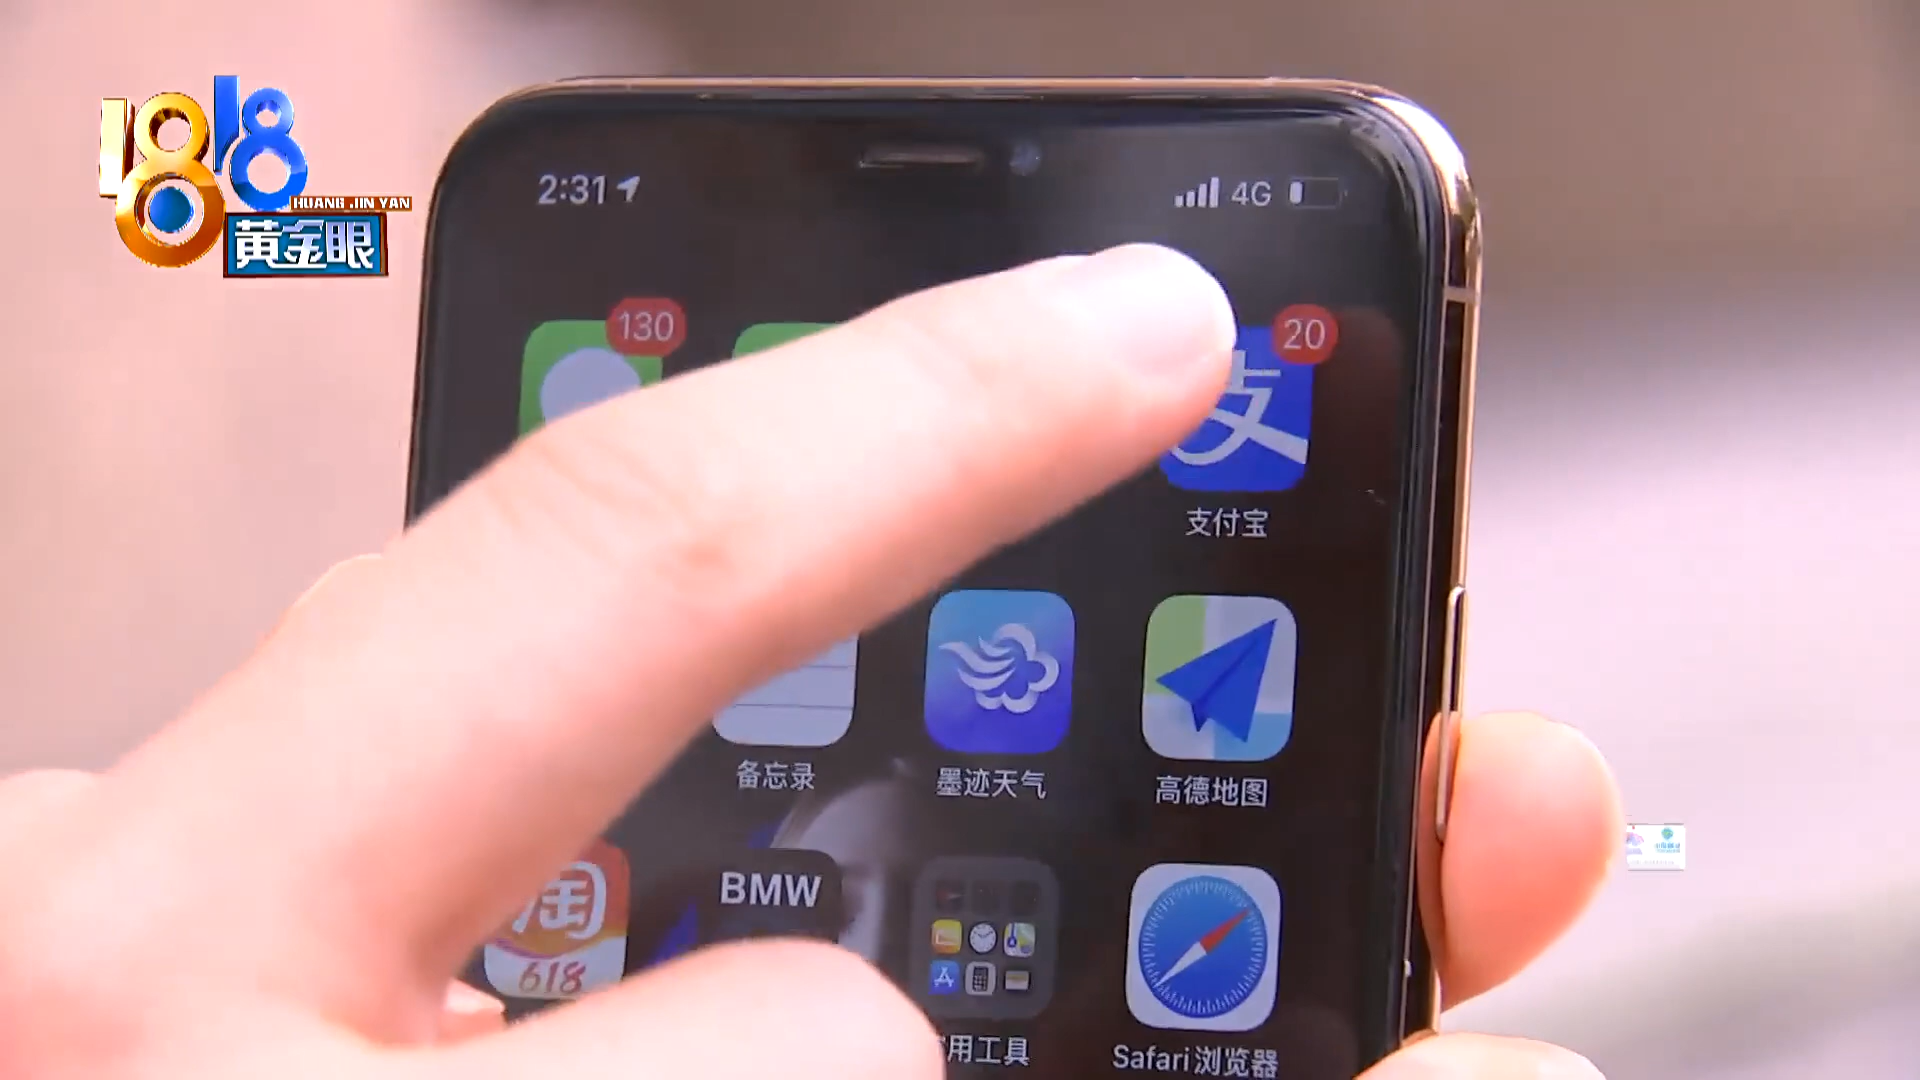 1818
HUANG JIN YAN
黄金眼
2:31
4G
130
20
支
支付宝
备忘录
墨迹天气
高德地图
淘
618
BMW
用工具
Safari浏览器